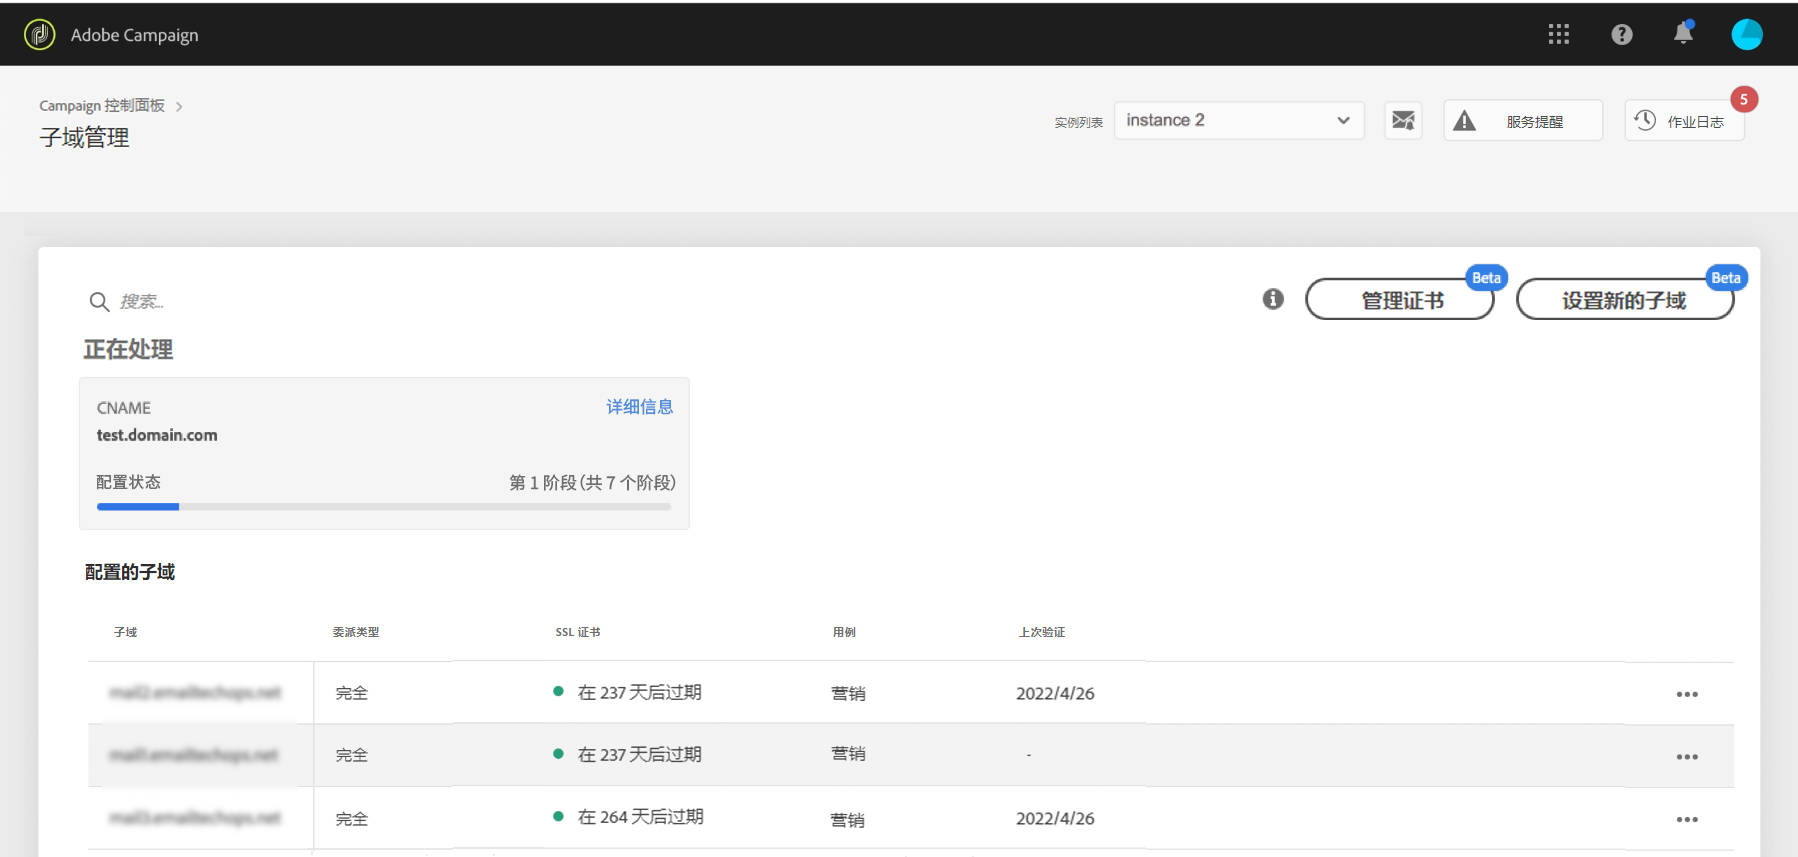 Adobe Campaign
Campaign 控制面板
子域管理
实例列表
instance 2
服务提醒
作业日志
5
搜索...
管理证书
Beta
设置新的子域
Beta
正在处理
CNAME
详细信息
test.domain.com
配置状态
第 1 阶段 (共 7 个阶段)
配置的子域
子域 委派类型 SSL 证书 用例 上次验证
完全 在 237 天后过期 营销 2022/4/26
完全 在 237 天后过期 营销 -
完全 在 264 天后过期 营销 2022/4/26